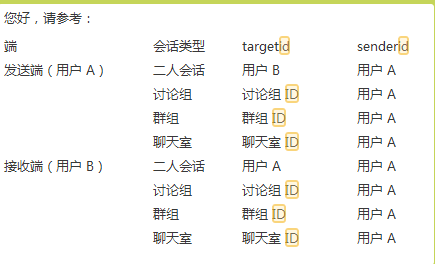 您好，请参考：
端 会话类型 targetid senderid
发送端（用户 A） 二人会话 用户 B 用户 A
讨论组 讨论组 ID 用户 A
群组 群组 ID 用户 A
聊天室 聊天室 ID 用户 A
接收端（用户 B） 二人会话 用户 A 用户 A
讨论组 讨论组 ID 用户 A
群组 群组 ID 用户 A
聊天室 聊天室 ID 用户 A